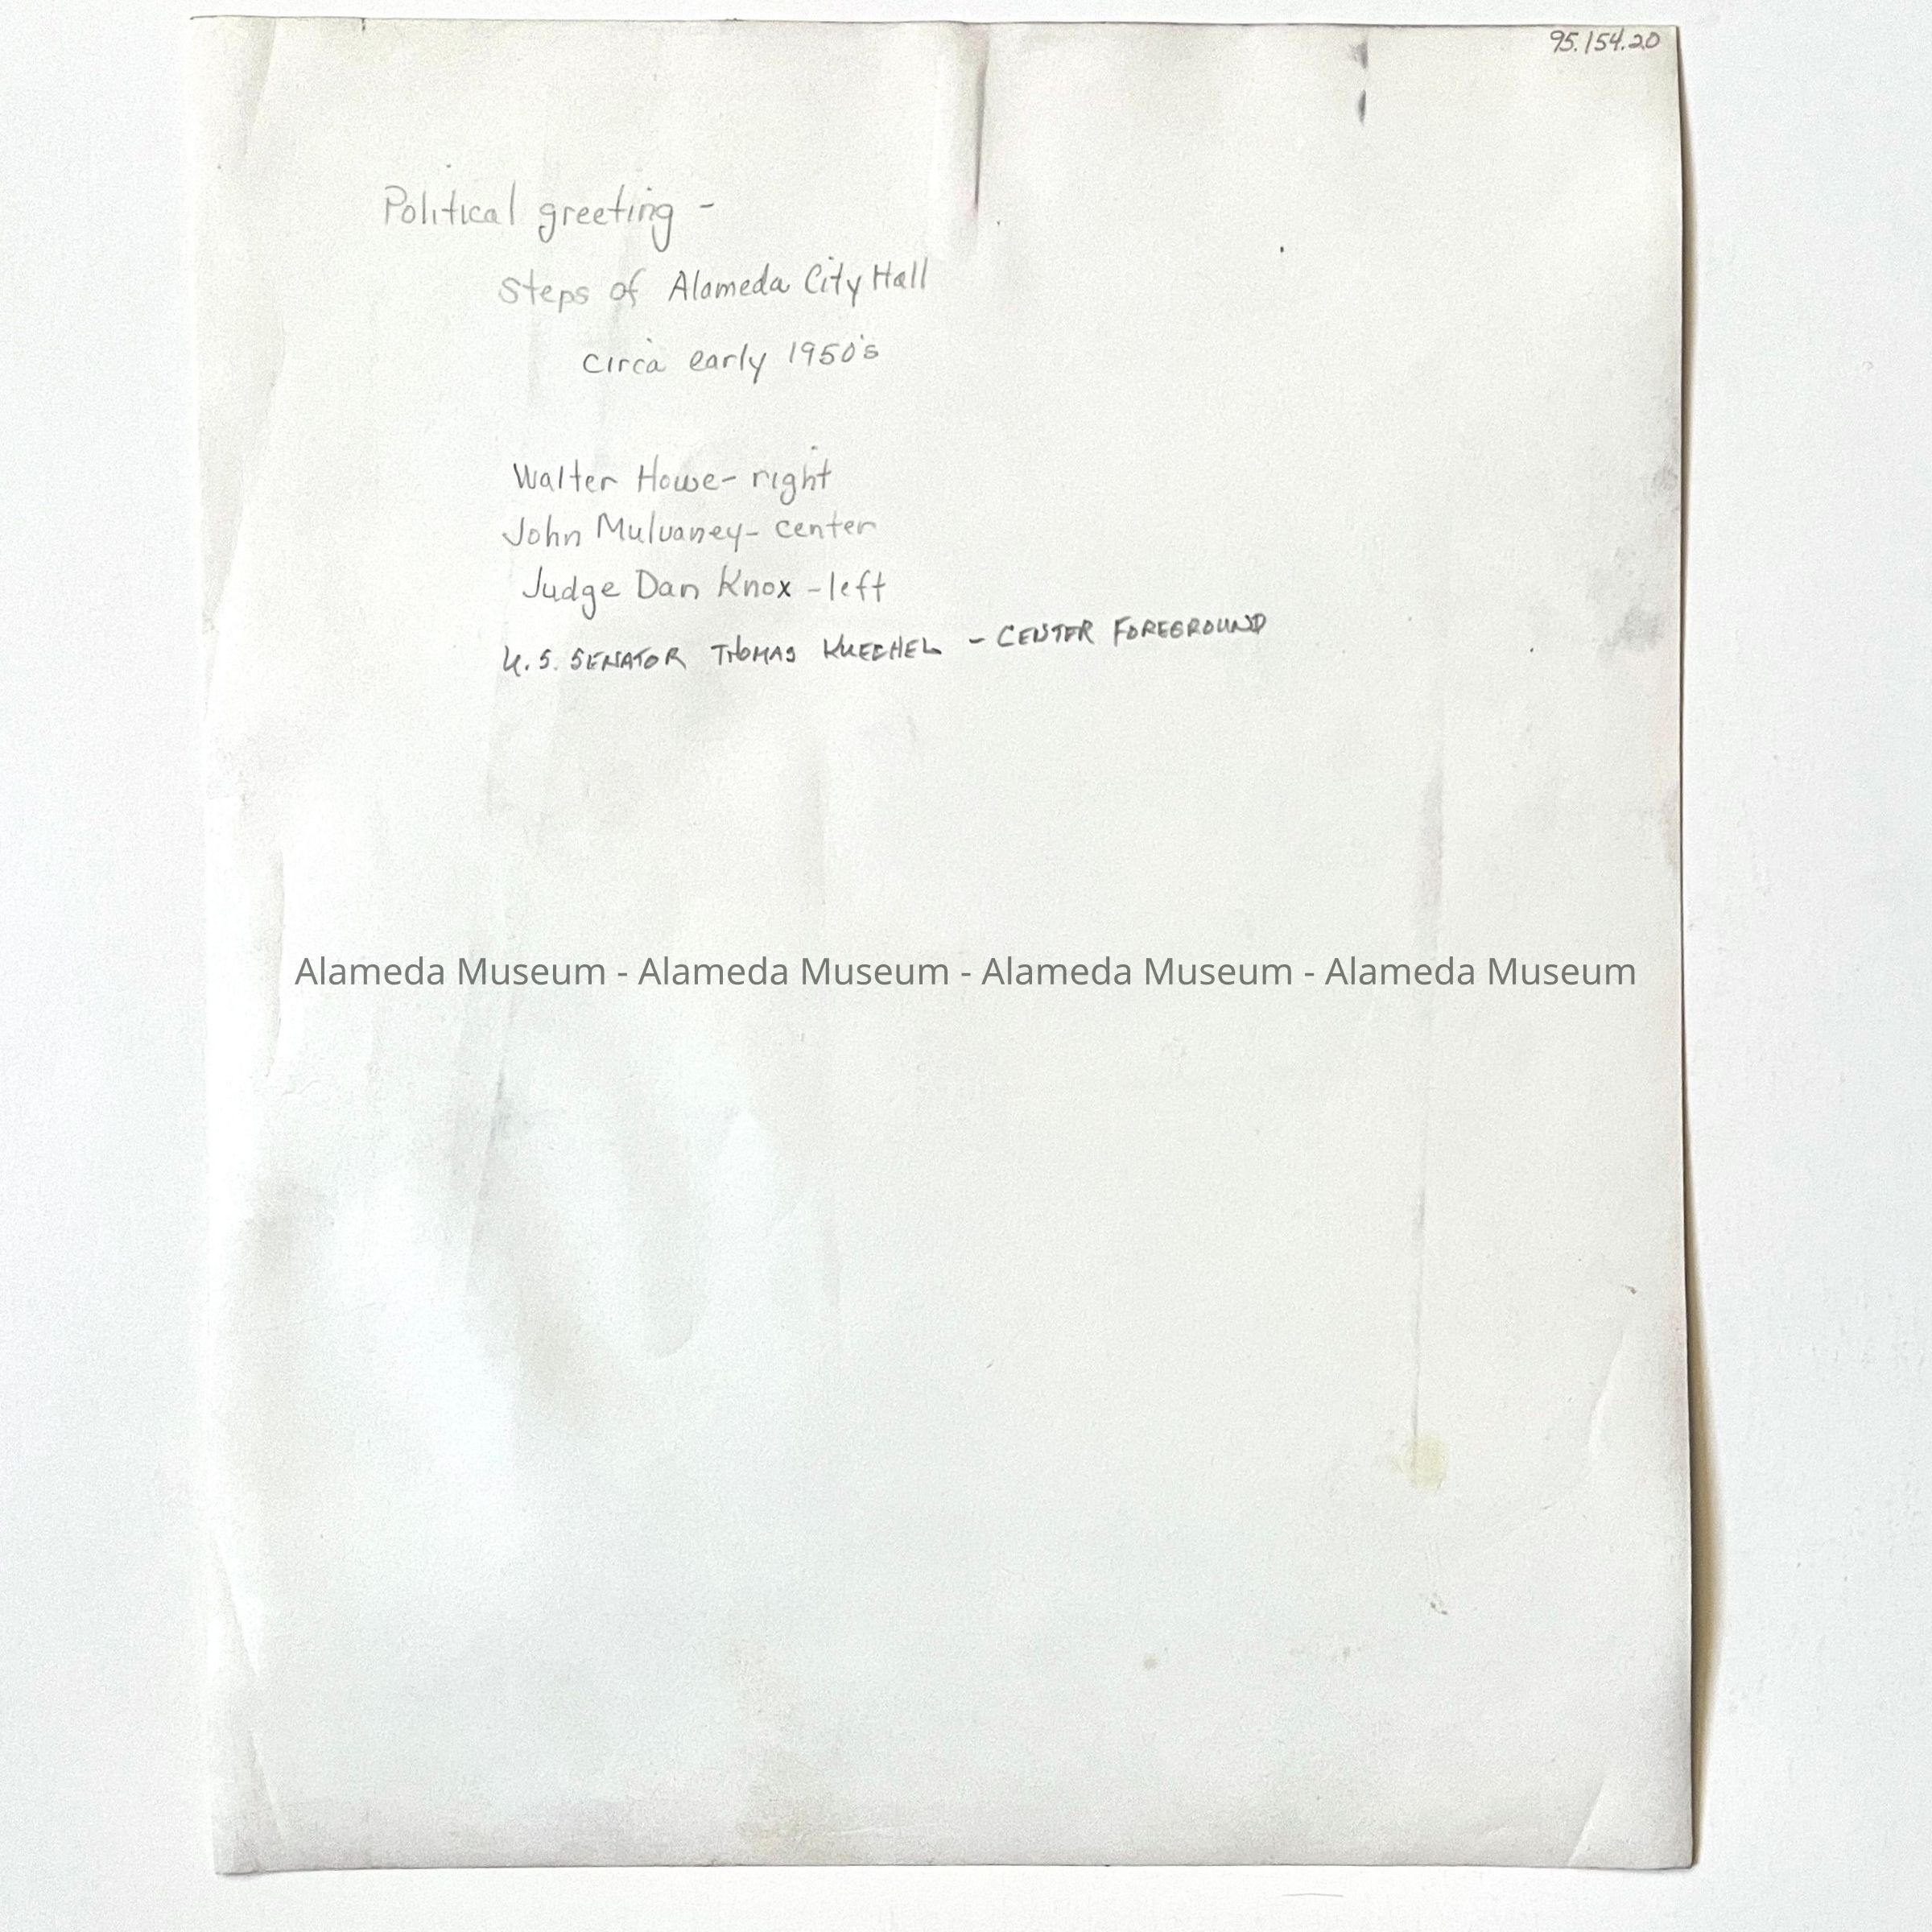 95.154.20
Political greeting -
Steps of Alameda City Hall
circa early 1950's
Walter Howe - right
John Mulvaney - center
Judge Dan Knox - left
U.S. SENATOR THOMAS KUECHEL - CENTER FOREGROUND
Alameda Museum - Alameda Museum - Alameda Museum - Alameda Museum